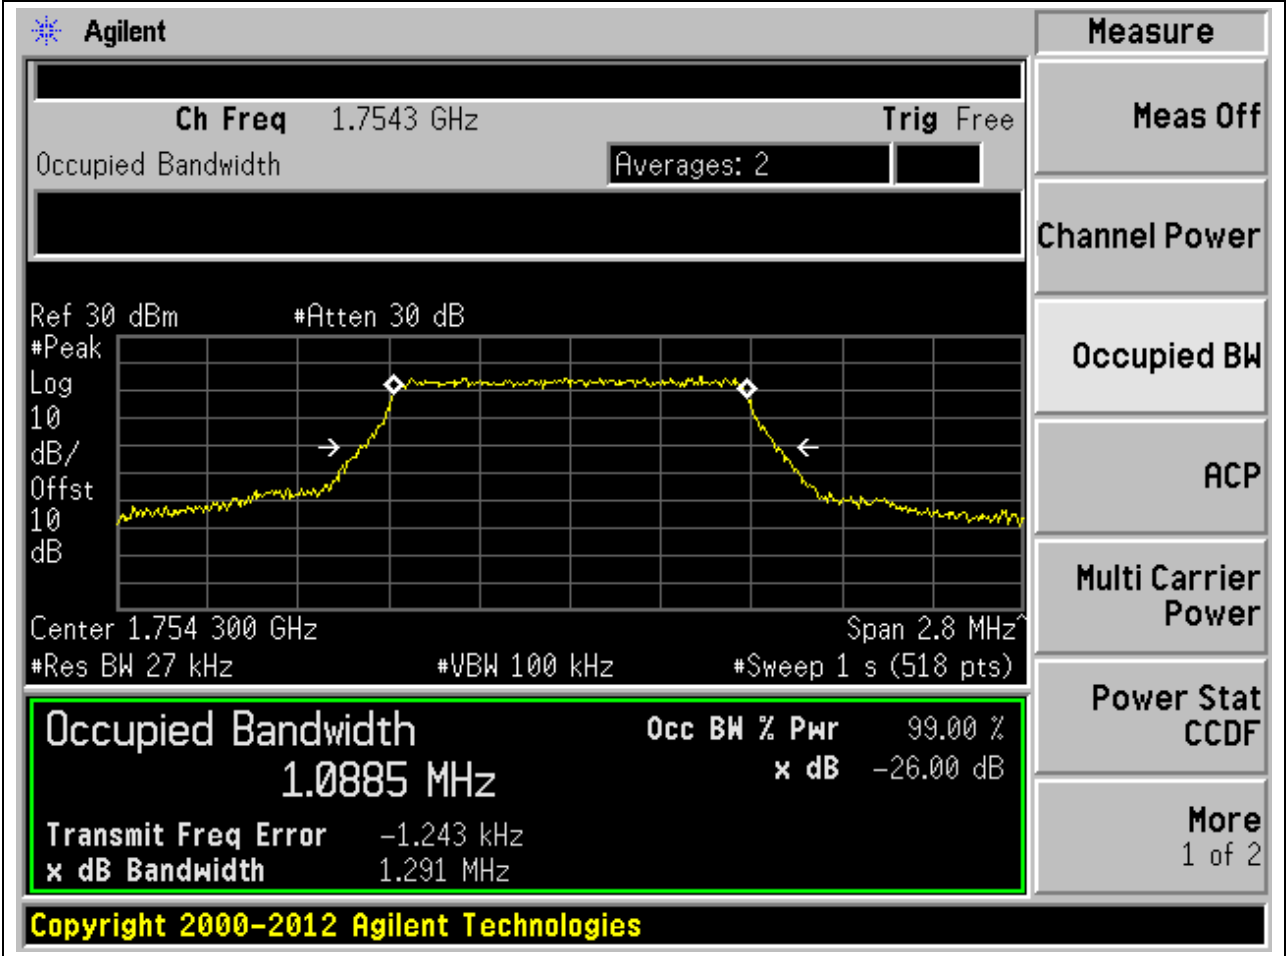 Agilent
Measure
Ch Freq 1.7543 GHz Trig Free
Occupied Bandwidth Averages: 2
Meas Off
Channel Power
Occupied BW
ACP
Multi Carrier
Power
Power Stat
CCDF
More
1 of 2
Ref 30 dBm #Atten 30 dB
#Peak
Log
10
dB/
Offst
10
dB
Center 1.754 300 GHz Span 2.8 MHz^
#Res BW 27 kHz #VBW 100 kHz #Sweep 1 s (518 pts)
Occupied Bandwidth Occ BW % Pwr 99.00 %
1.0885 MHz x dB -26.00 dB
Transmit Freq Error -1.243 kHz
x dB Bandwidth 1.291 MHz
Copyright 2000-2012 Agilent Technologies